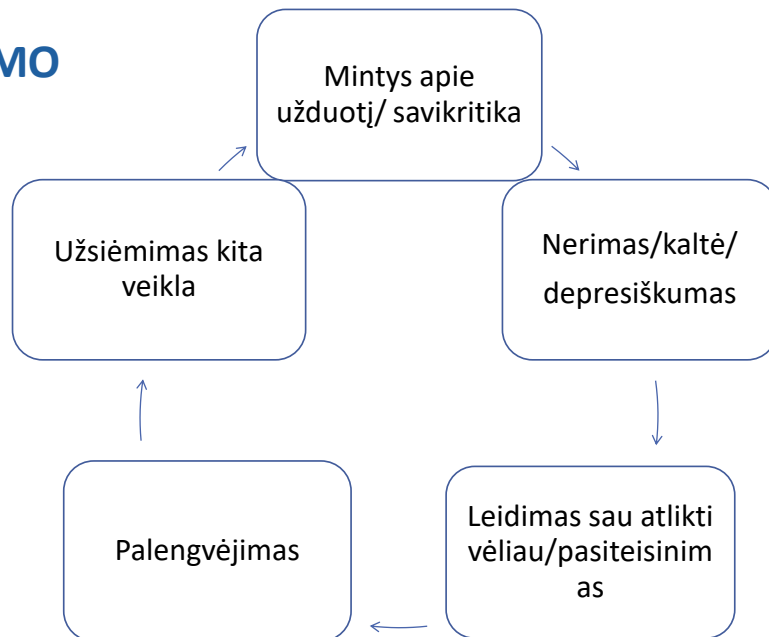 MO
Mintys apie
užduotį/ savikritika
Nerimas/kaltė/
depresiškumas
Leidimas sau atlikti
vėliau/pasiteisinim
as
Palengvėjimas
Užsiėmimas kita
veikla